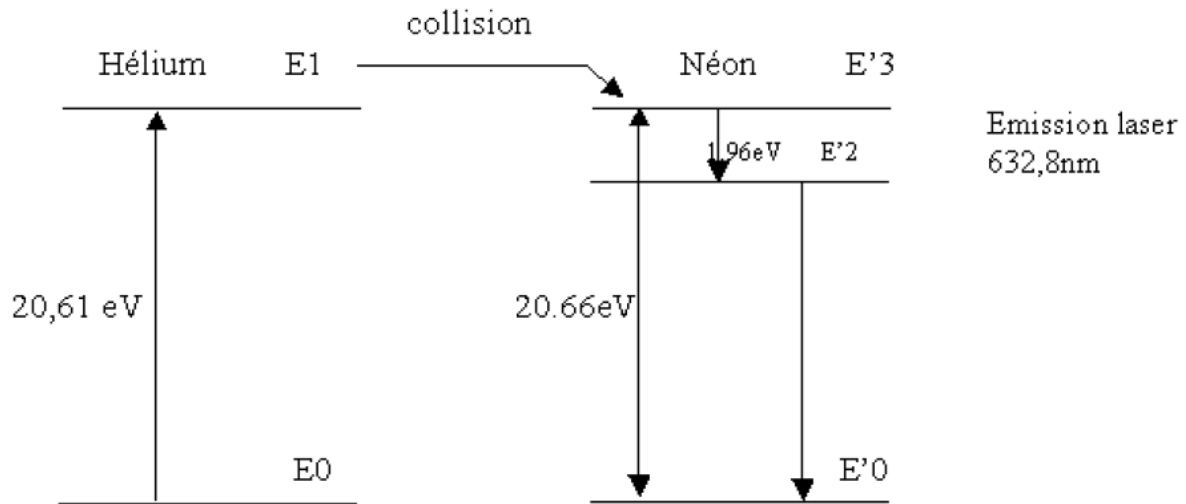 collision
Hélium E1
Néon E'3
Emission laser
632,8nm
1.96eV E'2
20,61 eV
20.66eV
E0
E'0